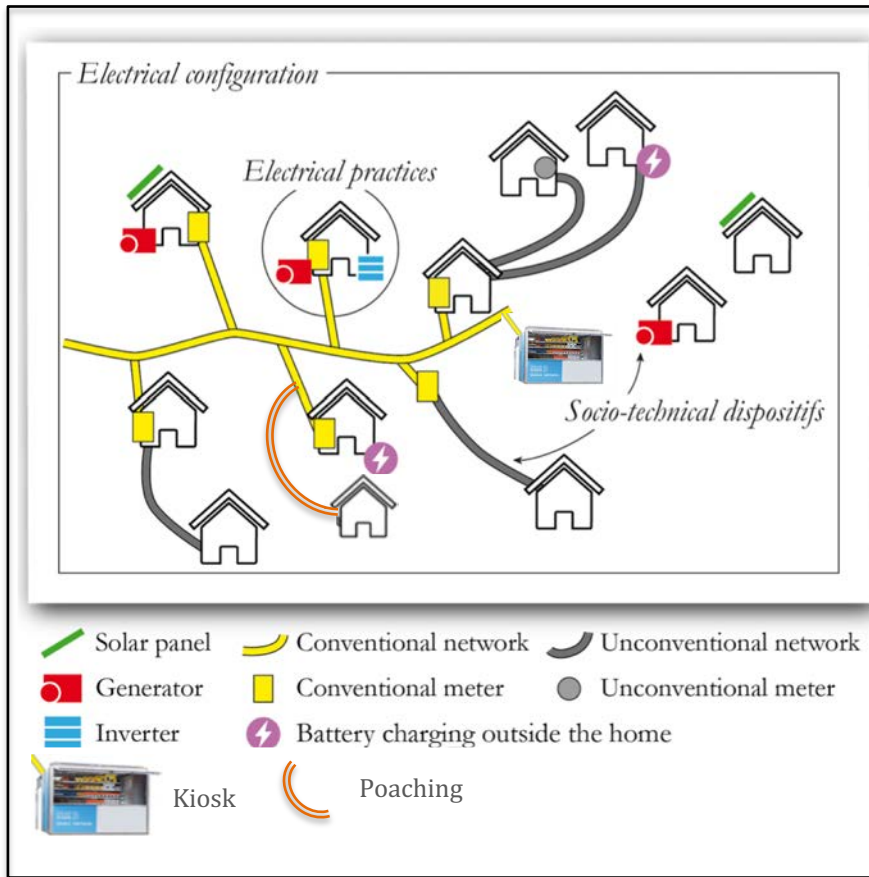 Electrical configuration
Electrical practices
Socio-technical dispositifs
Solar panel
Conventional network
Unconventional network
Generator
Conventional meter
Unconventional meter
Inverter
Battery charging outside the home
Kiosk
Poaching